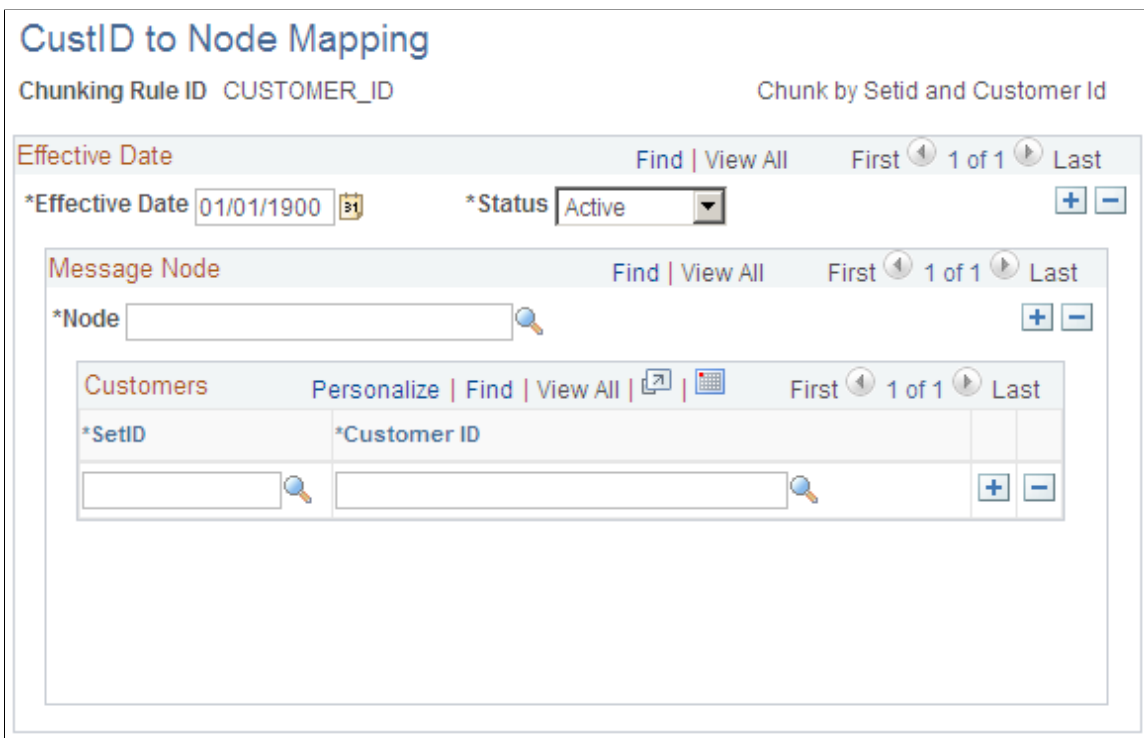 CustID to Node Mapping
Chunking Rule ID CUSTOMER_ID Chunk by Setid and Customer Id
Effective Date Find | View All First 1 of 1 Last
*Effective Date 01/01/1900 31 *Status Active
Message Node Find | View All First 1 of 1 Last
*Node
Customers Personalize | Find | View All | | First 1 of 1 Last
*SetID *Customer ID